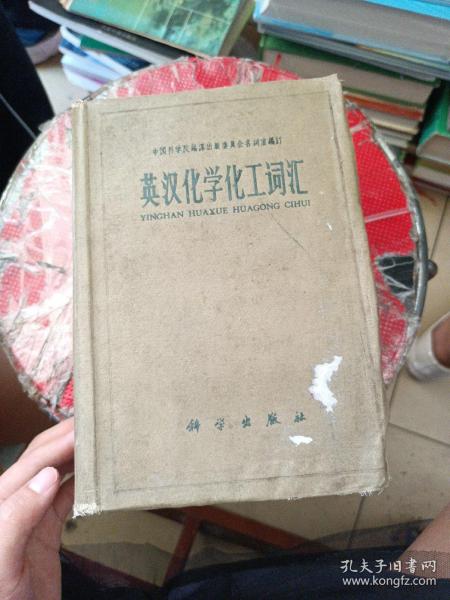 中国科学院编译出版委员会名词室编订
英汉化学化工词汇
YINGHAN HUAXUE HUAGONG CIHUI
科学出版社
孔夫子旧书网
www.kongfz.com